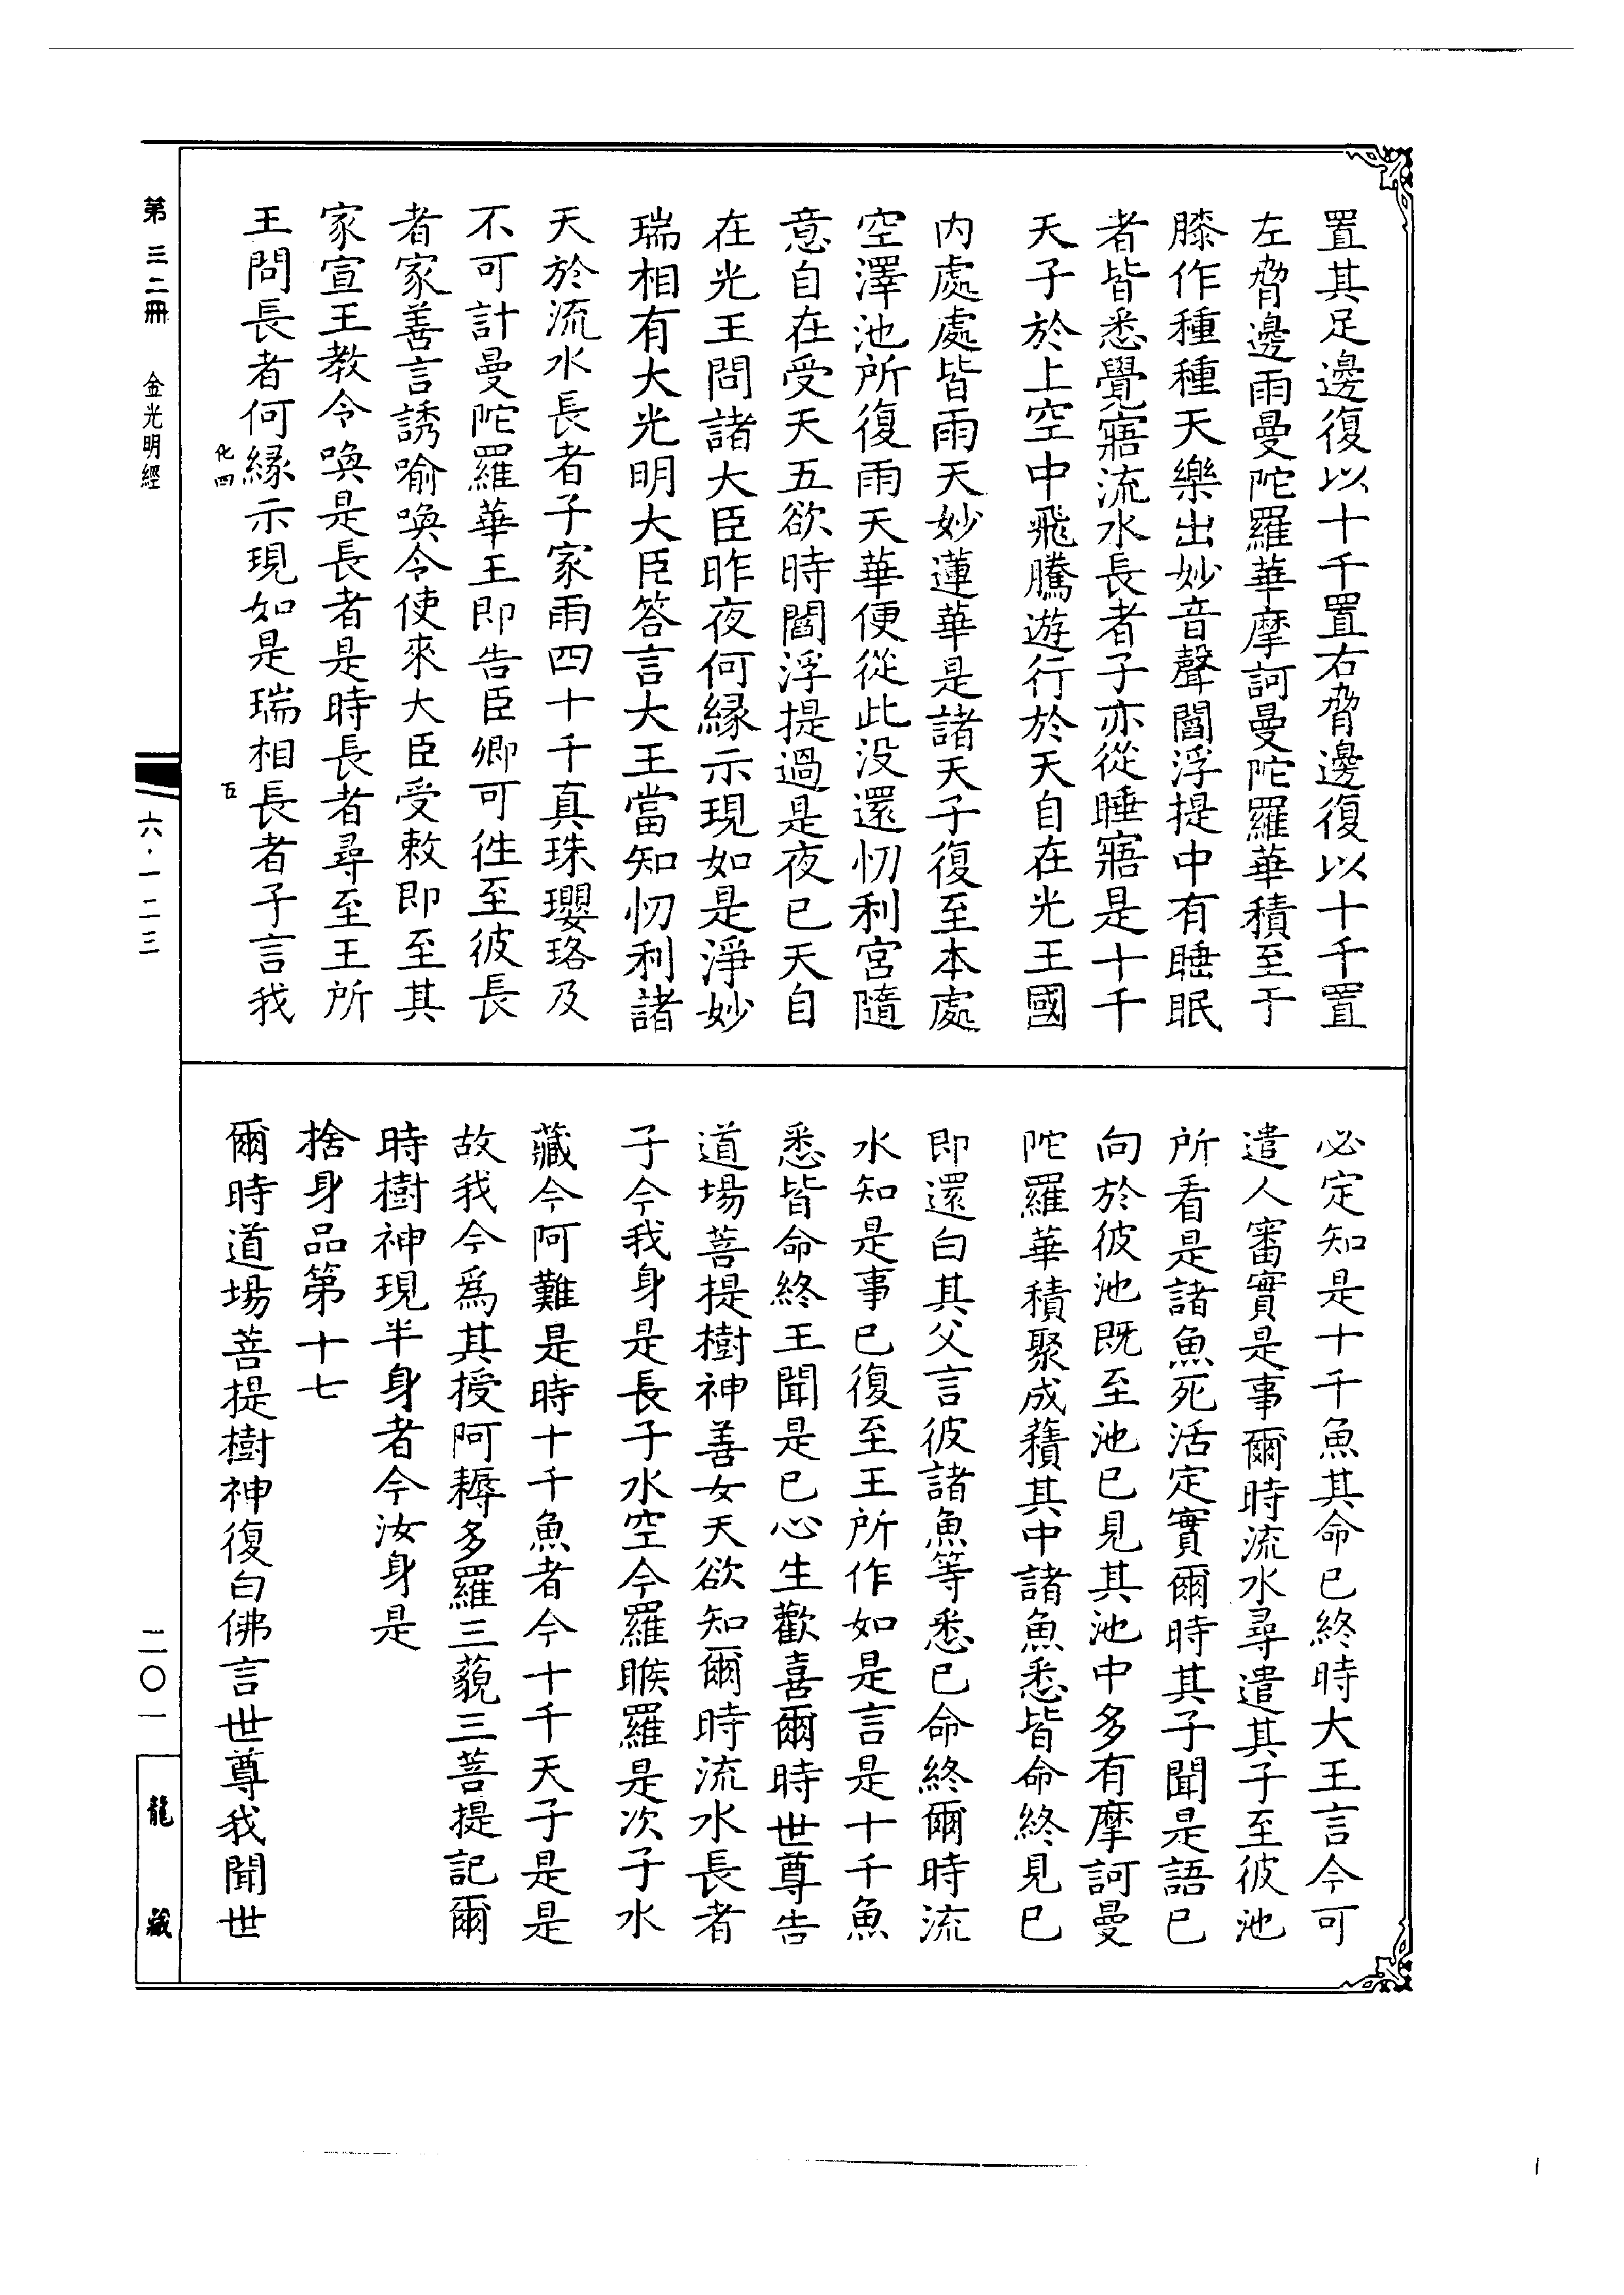 置其足邊復以十千置右脅邊復以十千置
左脅邊雨曼陀羅華摩訶曼陀羅華積至于
膝作種種天樂出妙音聲閻浮提中有睡眠
者皆悉覺寤流水長者子亦從睡寤是十千
天子於上空中飛騰遊行於天自在光王國
内處處皆雨天妙蓮華是諸天子復至本處
空澤池所復雨天華便從此没還忉利宮隨
意自在受天五欲時閻浮提過是夜已天自
在光王問諸大臣昨夜何緣示現如是淨妙
瑞相有大光明大臣答言大王當知忉利諸
天於流水長者子家雨四十千真珠瓔珞及
不可計曼陀羅華王即告臣卿可徃至彼長
者家善言誘喻喚令使來大臣受敕即至其
家宣王教令喚是長者是時長者尋至王所
王問長者何緣示現如是瑞相長者子言我
化四
五
必定知是十千魚其命已終時大王言今可
遣人審實是事爾時流水尋遣其子至彼池
所看是諸魚死活定實爾時其子聞是語已
向於彼池既至池已見其池中多有摩訶曼
陀羅華積聚成𧂐其中諸魚悉皆命終見已
即還白其父言彼諸魚等悉已命終爾時流
水知是事已復至王所作如是言是十千魚
悉皆命終王聞是已心生歡喜爾時世尊告
道場菩提樹神善女天欲知爾時流水長者
子今我身是長子水空今羅睺羅是次子水
藏今阿難是時十千魚者今十千天子是是
故我今爲其授阿耨多羅三藐三菩提記爾
時樹神現半身者今汝身是
捨身品第十七
爾時道場菩提樹神復白佛言世尊我聞世
第三二冊 金光明經
六·一二三
二〇一
龍藏